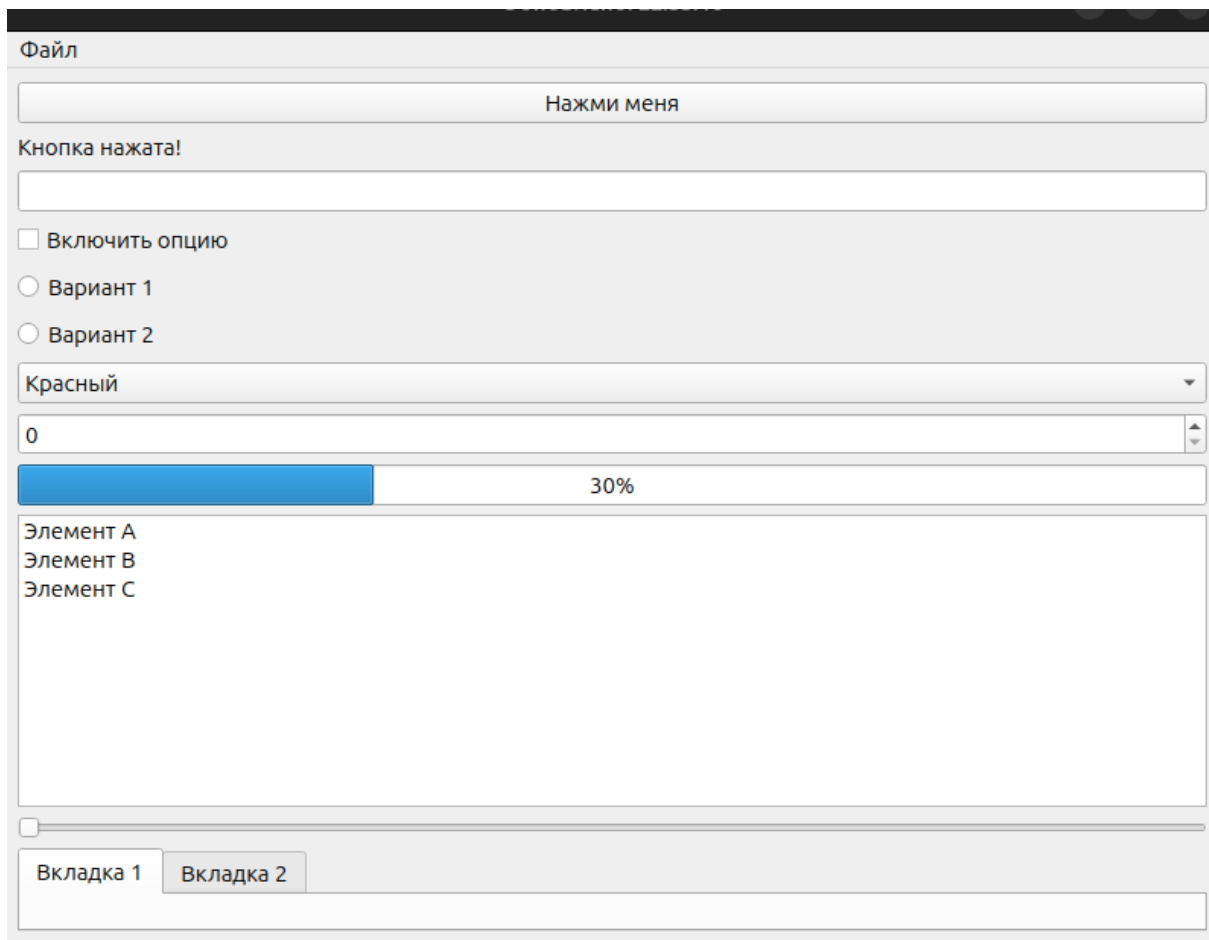 Файл
Нажми меня
Кнопка нажата!
Включить опцию
Вариант 1
Вариант 2
Красный
0
30%
Элемент A
Элемент B
Элемент C
Вкладка 1 Вкладка 2